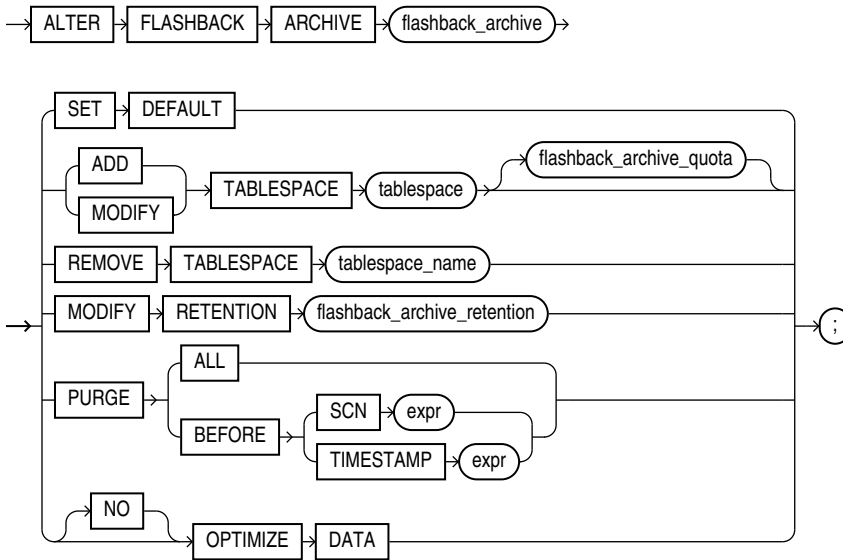 ALTER FLASHBACK ARCHIVE flashback_archive
SET DEFAULT
flashback_archive_quota
ADD
TABLESPACE tablespace
MODIFY
REMOVE TABLESPACE tablespace_name
MODIFY RETENTION flashback_archive_retention
;
ALL
PURGE
SCN expr
BEFORE
TIMESTAMP expr
NO
OPTIMIZE DATA